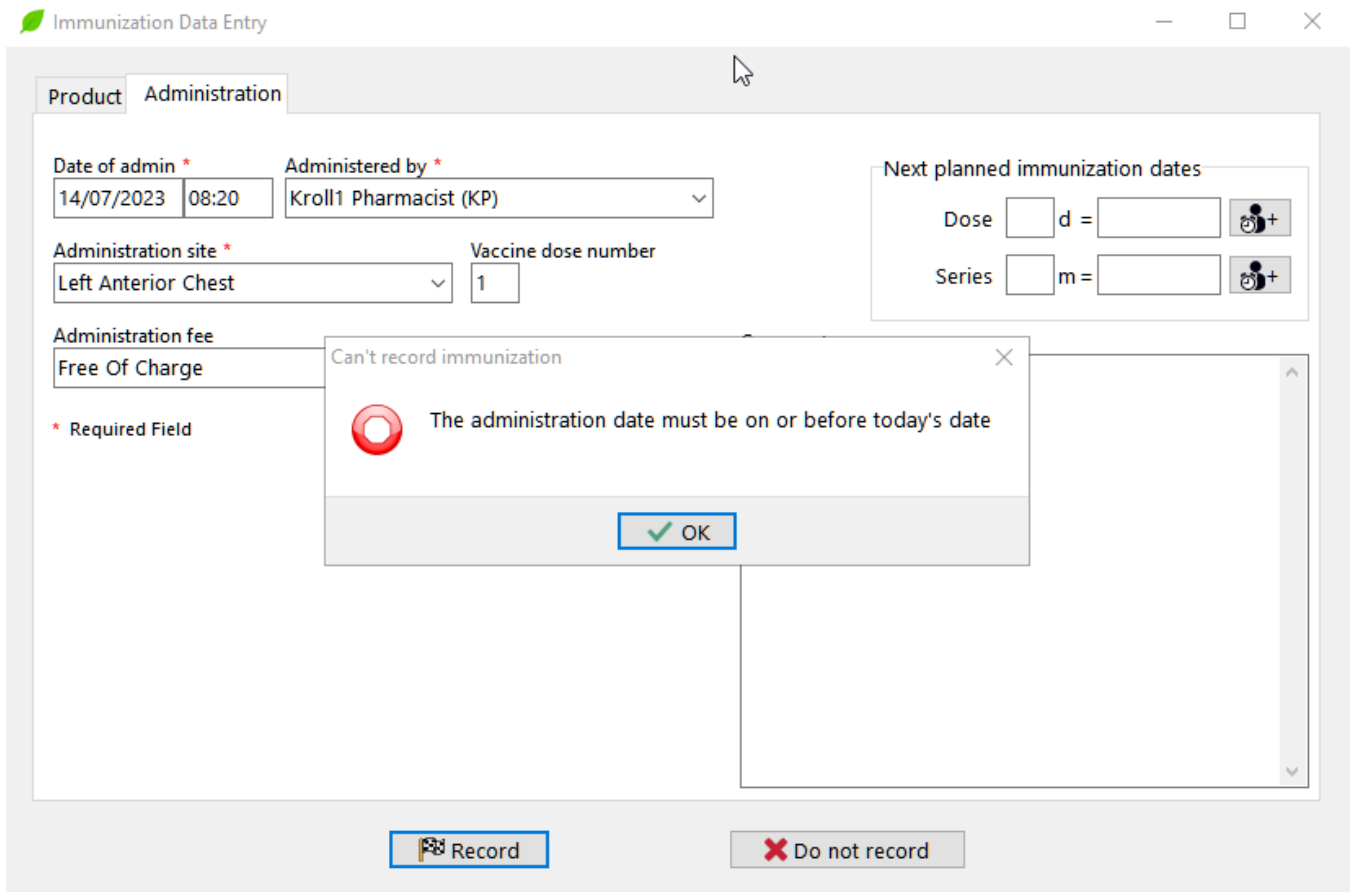 Immunization Data Entry
Product Administration
Date of admin * Administered by *
14/07/2023 08:20 Kroll1 Pharmacist (KP)
Administration site * Vaccine dose number
Left Anterior Chest 1
Administration fee
Free Of Charge
* Required Field
Next planned immunization dates
Dose d = +
Series m = +
Can't record immunization
The administration date must be on or before today's date
OK
Record Do not record